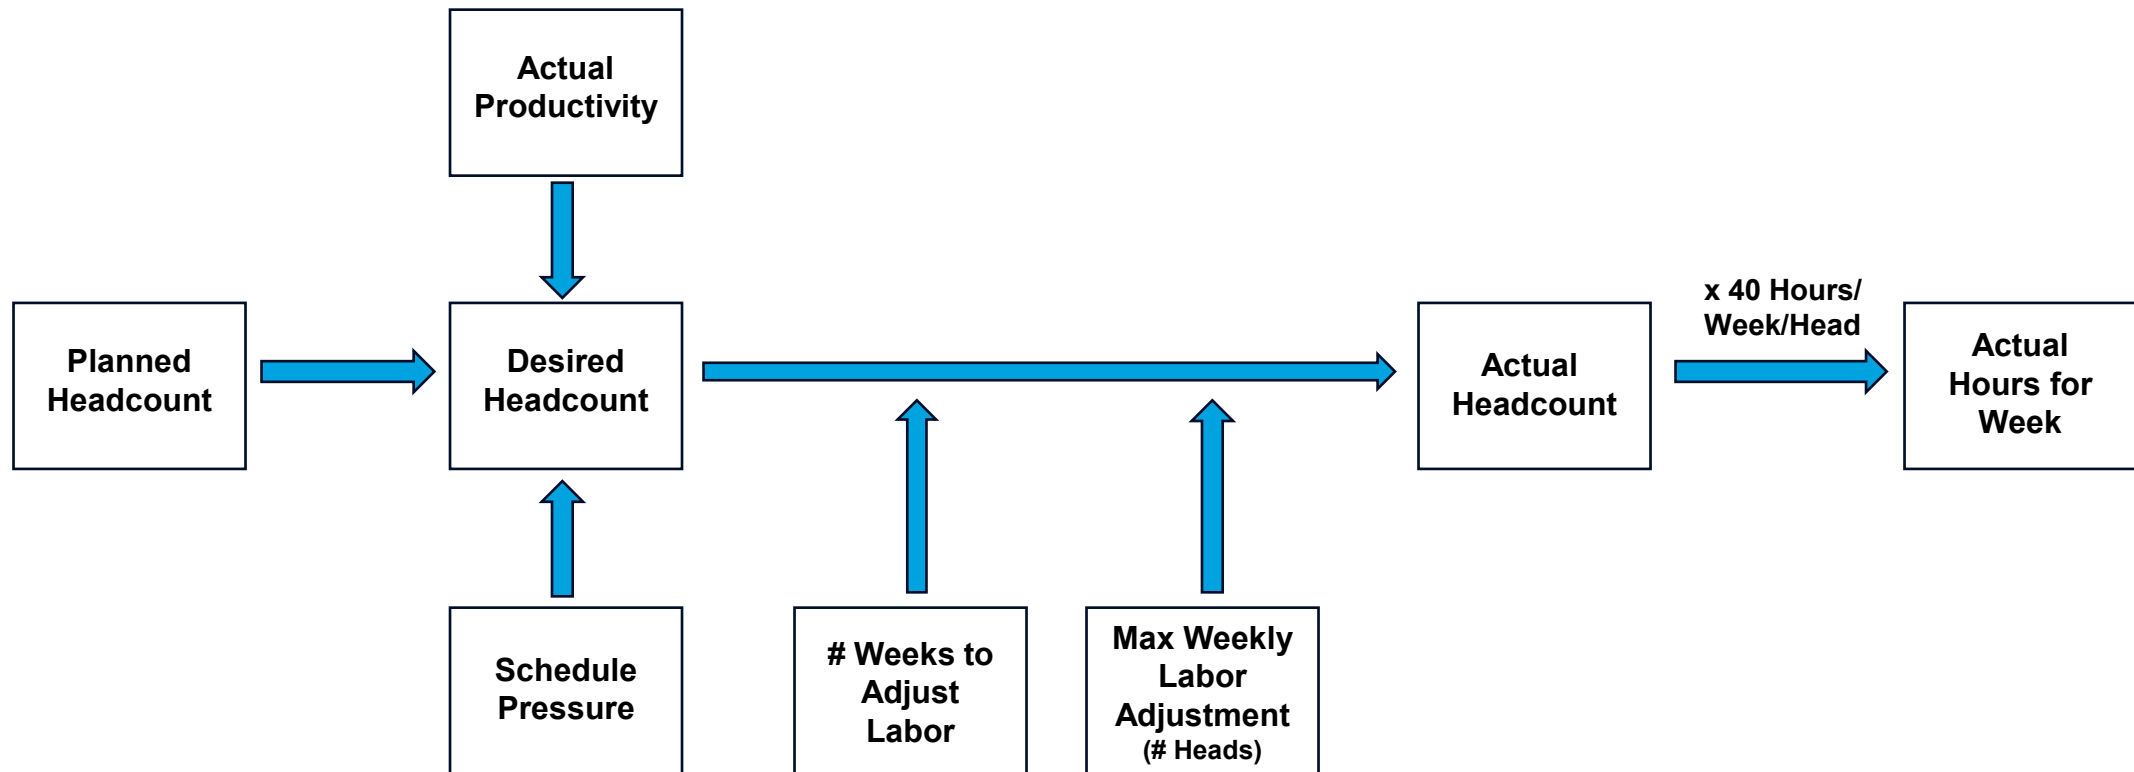 Actual
Productivity
Planned
Headcount
Desired
Headcount
Actual
Headcount
x 40 Hours/
Week/Head
Actual
Hours for
Week
Schedule
Pressure
# Weeks to
Adjust
Labor
Max Weekly
Labor
Adjustment
(# Heads)